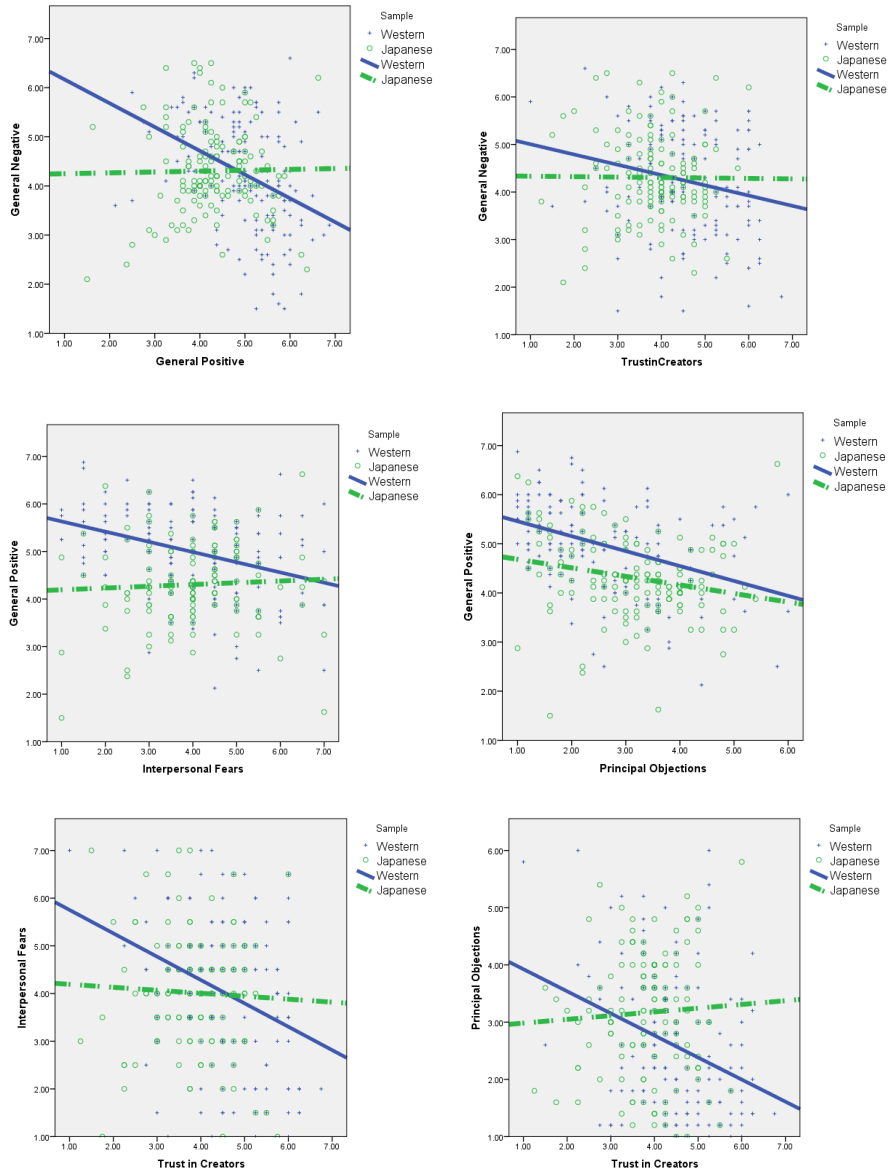 Sample
Western
Japanese
Western
Japanese
General Negative
7.00
6.00
5.00
4.00
3.00
2.00
1.00
1.00 2.00 3.00 4.00 5.00 6.00 7.00
General Positive
Sample
Western
Japanese
Western
Japanese
General Negative
7.00
6.00
5.00
4.00
3.00
2.00
1.00
1.00 2.00 3.00 4.00 5.00 6.00 7.00
TrustinCreators
Sample
Western
Japanese
Western
Japanese
General Positive
7.00
6.00
5.00
4.00
3.00
2.00
1.00
1.00 2.00 3.00 4.00 5.00 6.00 7.00
Interpersonal Fears
Sample
Western
Japanese
Western
Japanese
General Positive
7.00
6.00
5.00
4.00
3.00
2.00
1.00
1.00 2.00 3.00 4.00 5.00 6.00
Principal Objections
Sample
Western
Japanese
Western
Japanese
Interpersonal Fears
7.00
6.00
5.00
4.00
3.00
2.00
1.00
1.00 2.00 3.00 4.00 5.00 6.00 7.00
Trust in Creators
Sample
Western
Japanese
Western
Japanese
Principal Objections
6.00
5.00
4.00
3.00
2.00
1.00
1.00 2.00 3.00 4.00 5.00 6.00 7.00
Trust in Creators